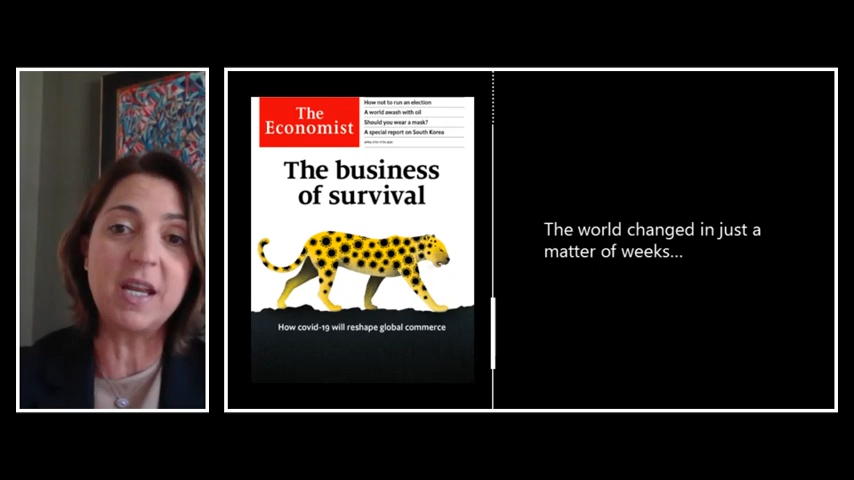 The
Economist
How not to run an election
A world awash with oil
Should you wear a mask?
A special report on South Korea
The business
of survival
How covid-19 will reshape global commerce
The world changed in just a
matter of weeks...